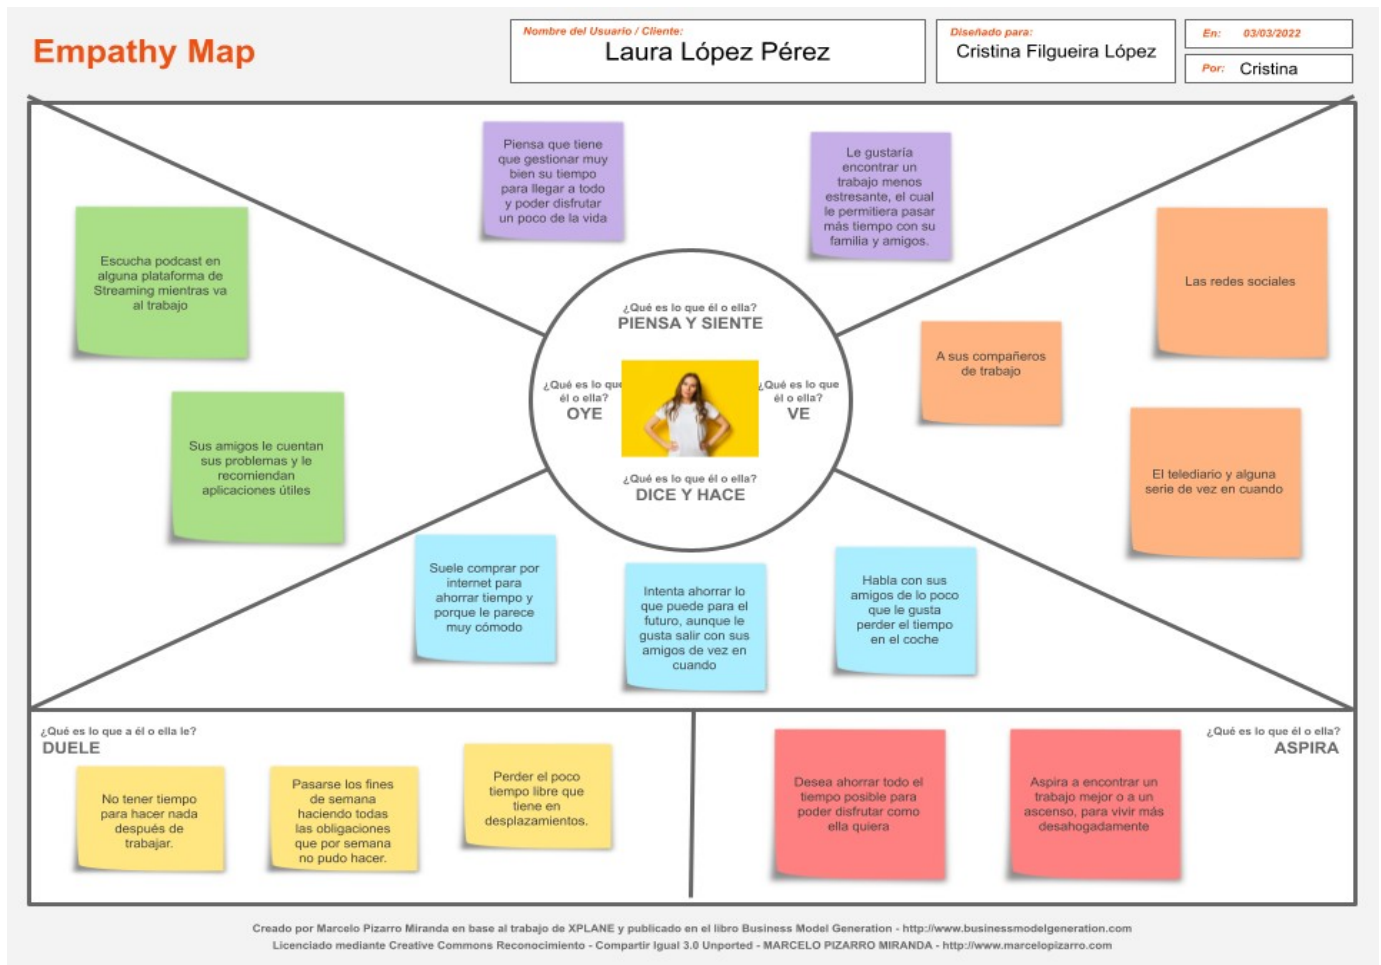 Empathy Map
Nombre del Usuario / Cliente:
Laura López Pérez
Diseñado para:
Cristina Filgueira López
En: 03/03/2022
Por: Cristina
Piensa que tiene
que gestionar muy
bien su tiempo
para llegar a todo
y poder disfrutar
un poco de la vida
Le gustaría
encontrar un
trabajo menos
estresante, el cual
le permitiera pasar
más tiempo con su
familia y amigos.
Escucha podcast en
alguna plataforma de
Streaming mientras va
al trabajo
Sus amigos le cuentan
sus problemas y le
recomiendan
aplicaciones útiles
¿Qué es lo que él o ella?
PIENSA Y SIENTE
¿Qué es lo que
él o ella?
OYE
¿Qué es lo que
él o ella?
VE
¿Qué es lo que él o ella?
DICE Y HACE
Las redes sociales
A sus compañeros
de trabajo
El telediario y alguna
serie de vez en cuando
Suele comprar por
internet para
ahorrar tiempo y
porque le parece
muy cómodo
Intenta ahorrar lo
que puede para el
futuro, aunque le
gusta salir con sus
amigos de vez en
cuando
Habla con sus
amigos de lo poco
que le gusta
perder el tiempo
en el coche
¿Qué es lo que a él o ella le?
DUELE
No tener tiempo
para hacer nada
después de
trabajar.
Pasarse los fines
de semana
haciendo todas
las obligaciones
que por semana
no pudo hacer.
Perder el poco
tiempo libre que
tiene en
desplazamientos.
¿Qué es lo que él o ella?
ASPIRA
Desea ahorrar todo el
tiempo posible para
poder disfrutar como
ella quiera
Aspira a encontrar un
trabajo mejor o a un
ascenso, para vivir más
desahogadamente
Creado por Marcelo Pizarro Miranda en base al trabajo de XPLANE y publicado en el libro Business Model Generation - http://www.businessmodelgeneration.com
Licenciado mediante Creative Commons Reconocimiento - Compartir Igual 3.0 Unported - MARCELO PIZARRO MIRANDA - http://www.marcelopizarro.com